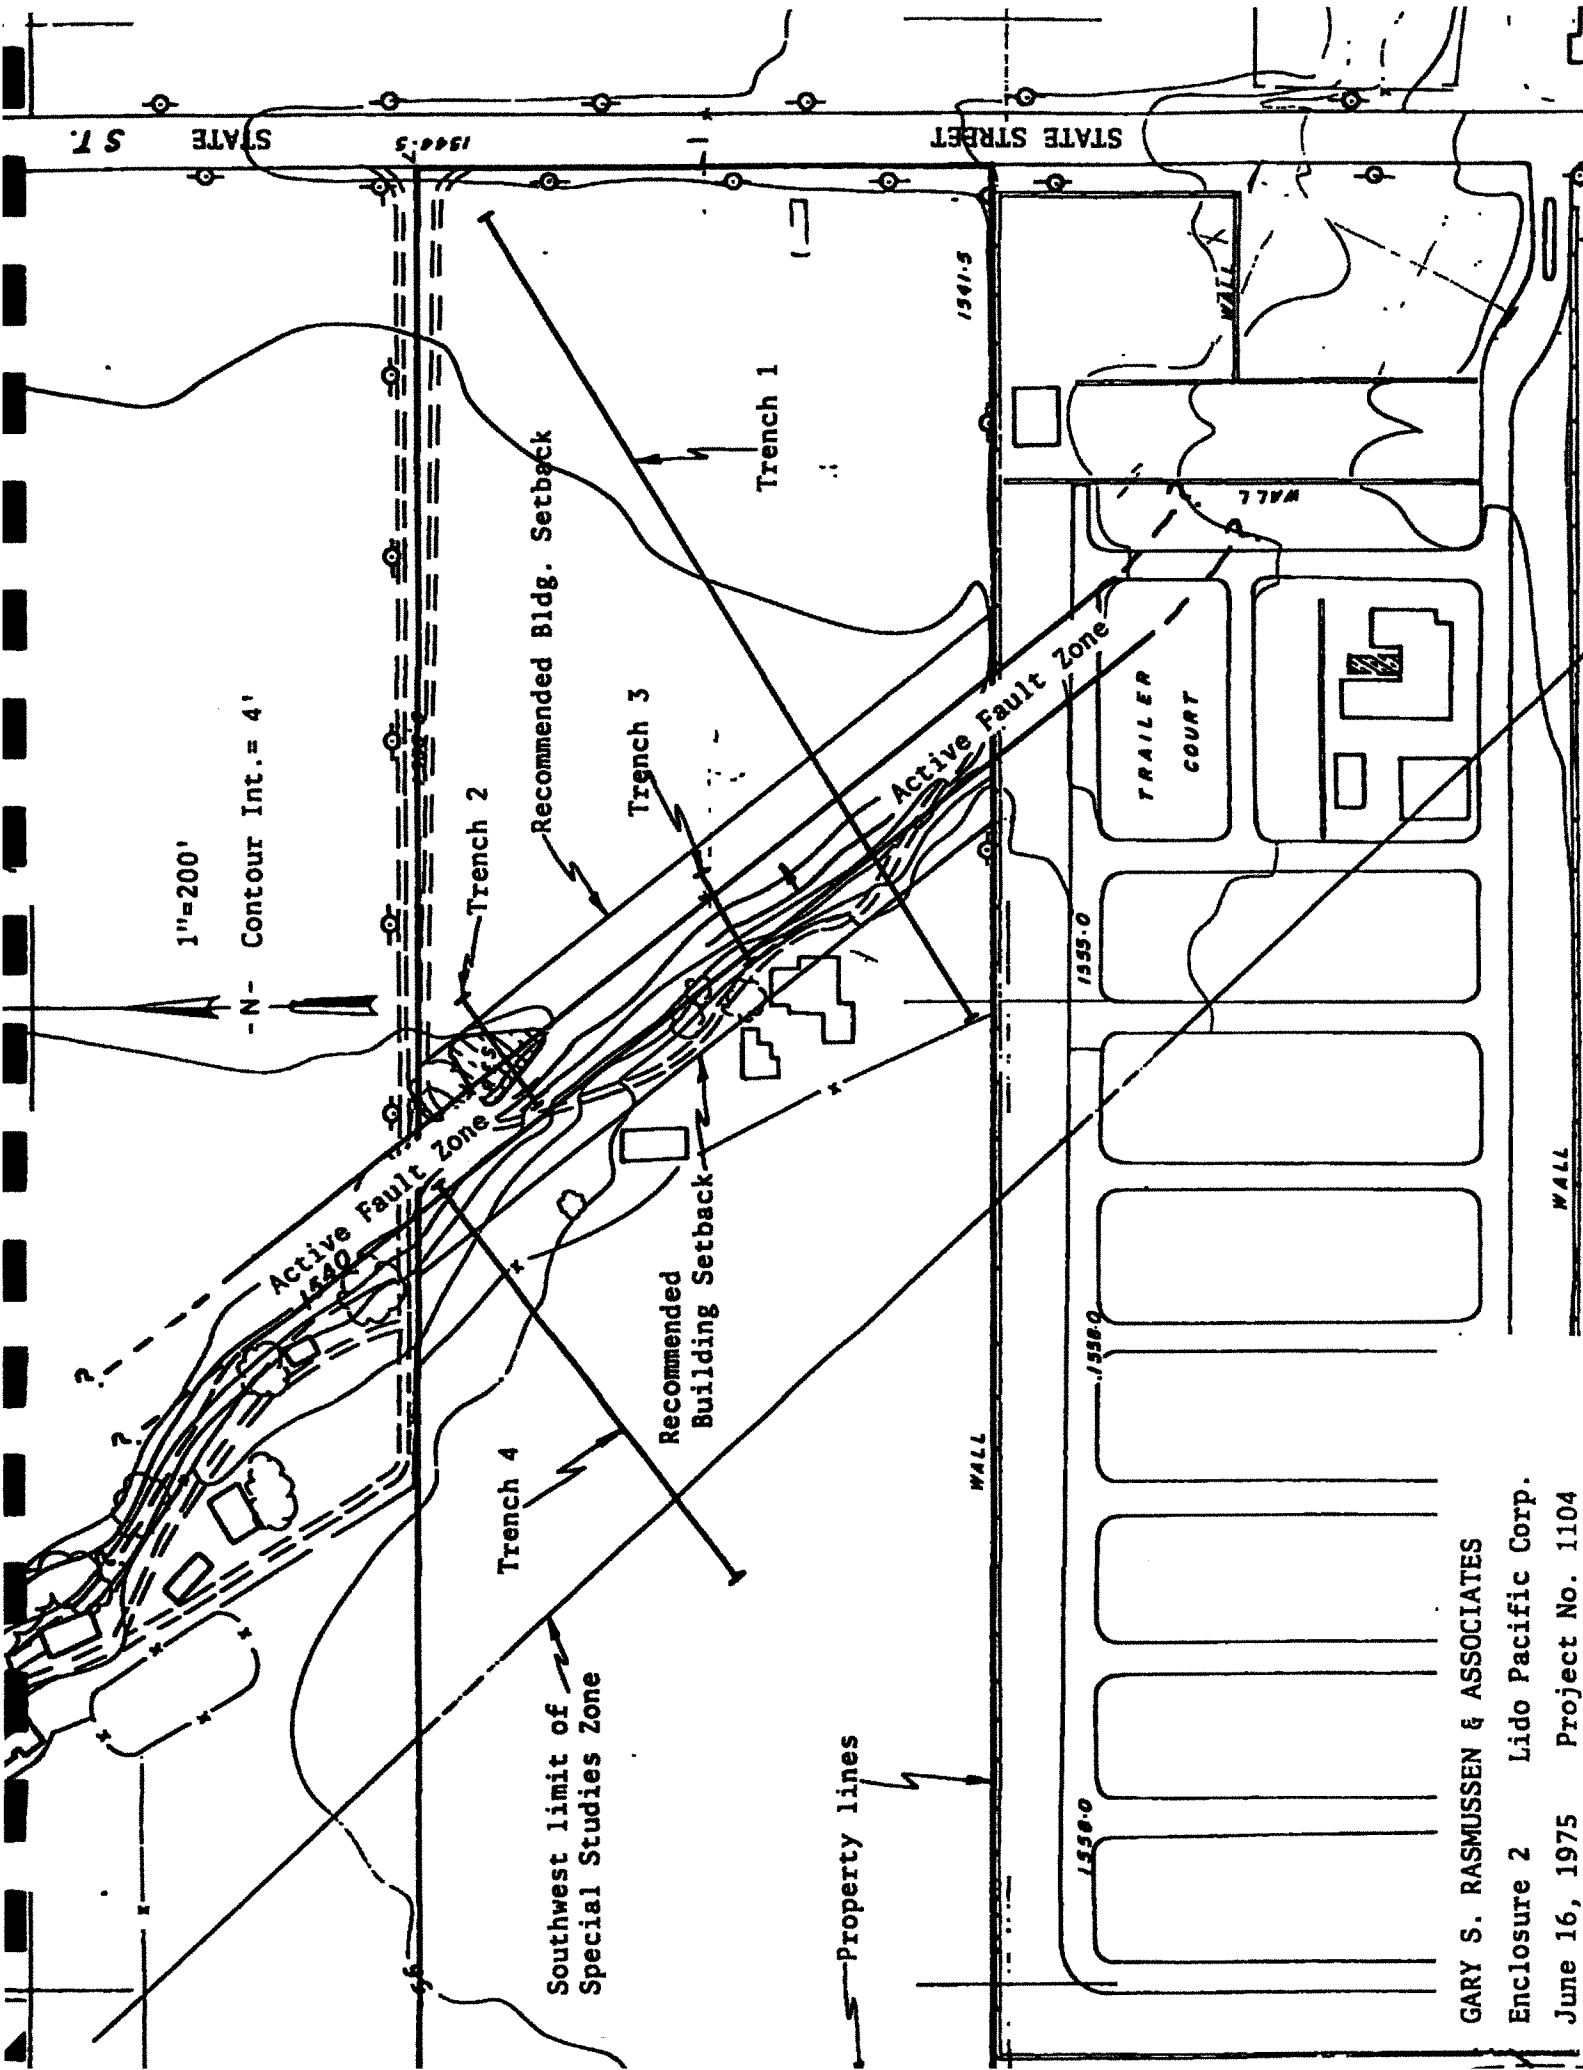 STATE ST.
1544.5
STATE STREET
1"=200'
-N- Contour Int.= 4'
Trench 2
Recommended Bldg. Setback
Trench 3
Trench 1
1541.5
WALL
WALL
Active Fault Zone
Active Fault Zone
1540
?
?
TRAILER
COURT
1555.0
Recommended
Building Setback
Trench 4
WALL
1558.0
WALL
Southwest limit of
Special Studies Zone
Property lines
1558.0
GARY S. RASMUSSEN & ASSOCIATES
Enclosure 2 Lido Pacific Corp.
June 16, 1975 Project No. 1104